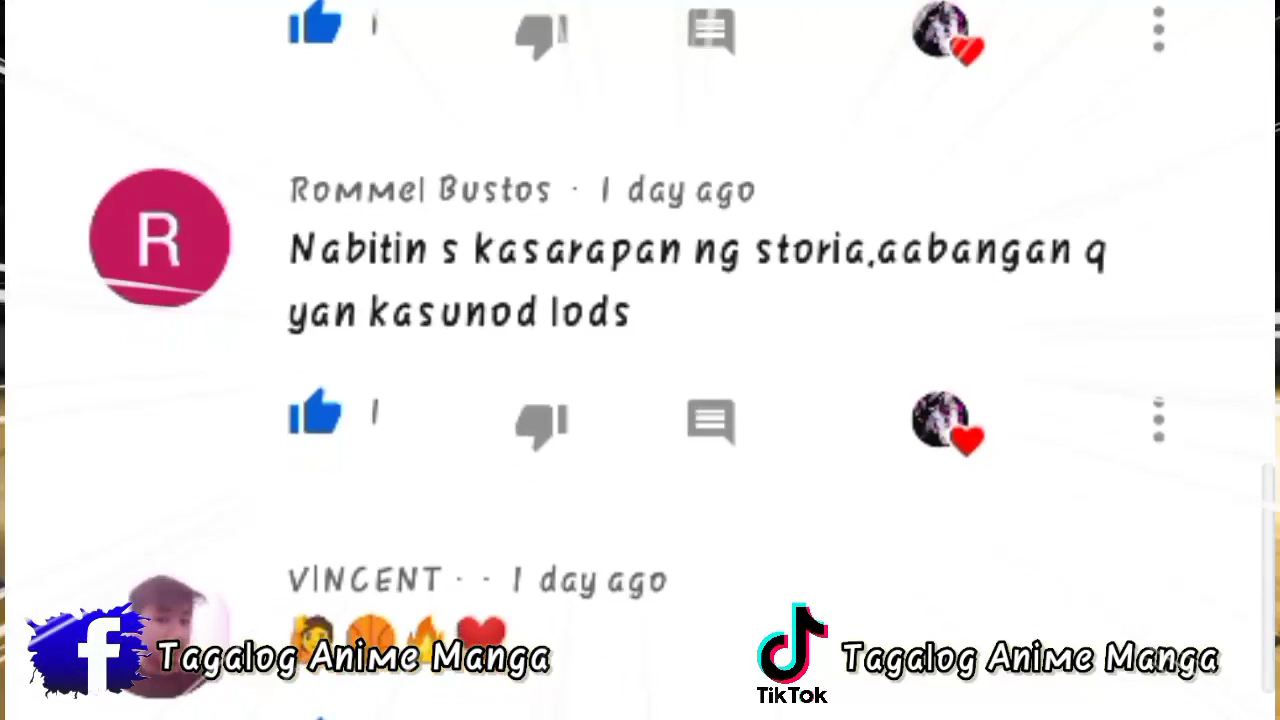 Rommel Bustos · 1 day ago
R
Nabitin s kasarapan ng storia,aabangan q
yan kasunod lods
1
VINCENT · · 1 day ago
🙋🏀🔥❤️
f Tagalog Anime Manga
TikTok Tagalog Anime Manga